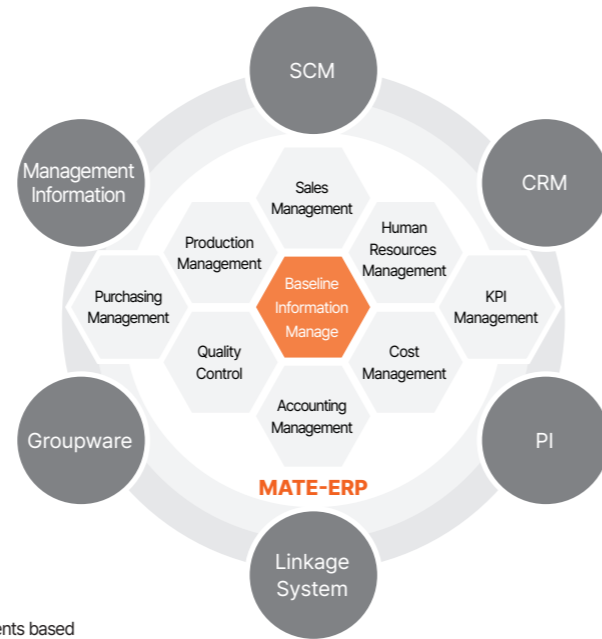 SCM
Management
Information
CRM
Sales
Management
Production
Management
Human
Resources
Management
Baseline
Information
Manage
Purchasing
Management
KPI
Management
Quality
Control
Cost
Management
Accounting
Management
Groupware
PI
MATE-ERP
Linkage
System
ents based